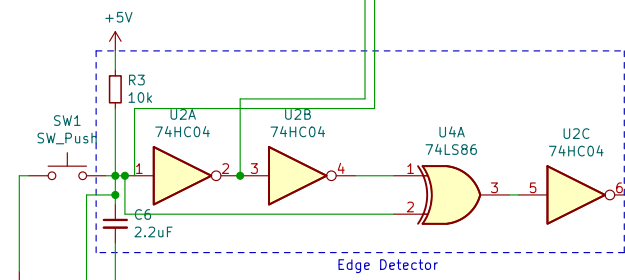 +5V
R3
10k
SW1
SW_Push
U2A
74HC04
1
2
U2B
74HC04
3
4
U4A
74LS86
1
2
3
U2C
74HC04
5
6
C6
2.2uF
Edge Detector